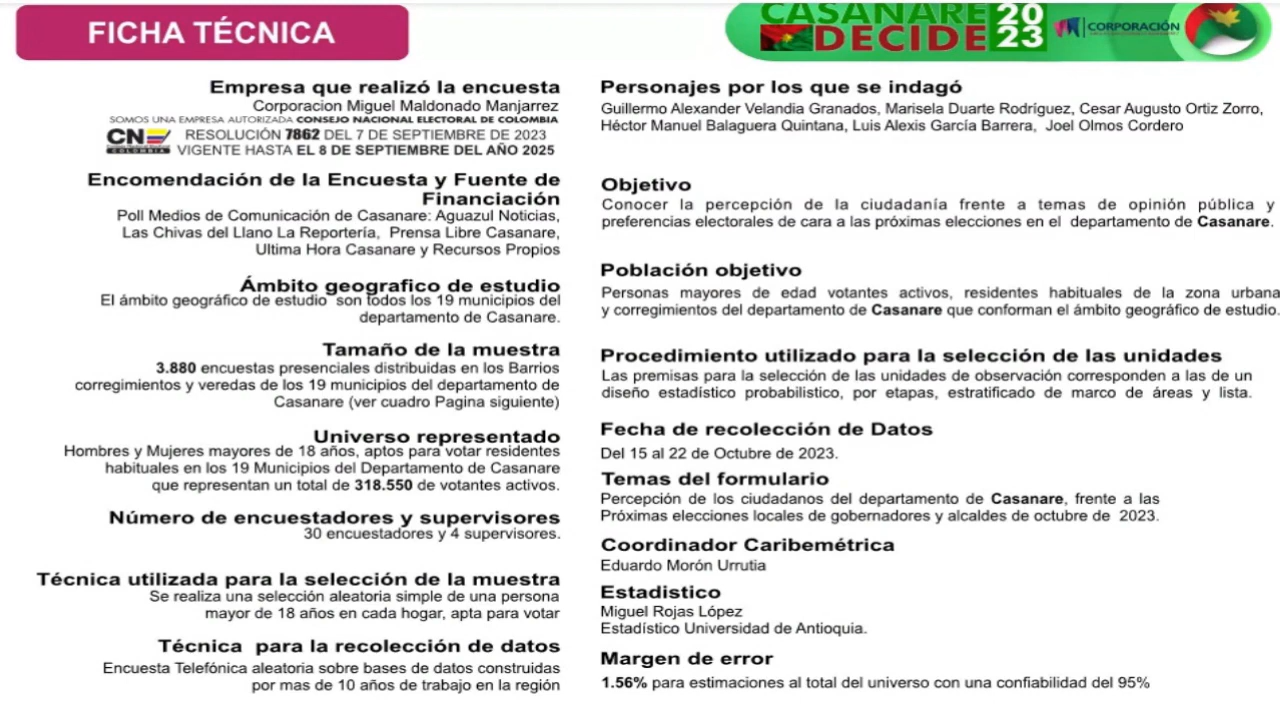 FICHA TÉCNICA
CASANARE 20
DECIDE 23
CORPORACIÓN
Empresa que realizó la encuesta
Corporacion Miguel Maldonado Manjarrez
SOMOS UNA EMPRESA AUTORIZADA CONSEJO NACIONAL ELECTORAL DE COLOMBIA
CNE
COLOMBIA
RESOLUCIÓN 7862 DEL 7 DE SEPTIEMBRE DE 2023
VIGENTE HASTA EL 8 DE SEPTIEMBRE DEL AÑO 2025
Encomendación de la Encuesta y Fuente de
Financiación
Poll Medios de Comunicación de Casanare: Aguazul Noticias,
Las Chivas del Llano La Reportería, Prensa Libre Casanare,
Ultima Hora Casanare y Recursos Propios
Ámbito geografico de estudio
El ámbito geográfico de estudio son todos los 19 municipios del
departamento de Casanare.
Tamaño de la muestra
3.880 encuestas presenciales distribuidas en los Barrios
corregimientos y veredas de los 19 municipios del departamento de
Casanare (ver cuadro Pagina siguiente)
Universo representado
Hombres y Mujeres mayores de 18 años, aptos para votar residentes
habituales en los 19 Municipios del Departamento de Casanare
que representan un total de 318.550 de votantes activos.
Número de encuestadores y supervisores
30 encuestadores y 4 supervisores.
Técnica utilizada para la selección de la muestra
Se realiza una selección aleatoria simple de una persona
mayor de 18 años en cada hogar, apta para votar
Técnica para la recolección de datos
Encuesta Telefónica aleatoria sobre bases de datos construidas
por mas de 10 años de trabajo en la región
Personajes por los que se indagó
Guillermo Alexander Velandia Granados, Marisela Duarte Rodríguez, Cesar Augusto Ortiz Zorro,
Héctor Manuel Balaguera Quintana, Luis Alexis García Barrera, Joel Olmos Cordero
Objetivo
Conocer la percepción de la ciudadanía frente a temas de opinión pública y
preferencias electorales de cara a las próximas elecciones en el departamento de Casanare.
Población objetivo
Personas mayores de edad votantes activos, residentes habituales de la zona urbana
y corregimientos del departamento de Casanare que conforman el ámbito geográfico de estudio.
Procedimiento utilizado para la selección de las unidades
Las premisas para la selección de las unidades de observación corresponden a las de un
diseño estadístico probabilistico, por etapas, estratificado de marco de áreas y lista.
Fecha de recolección de Datos
Del 15 al 22 de Octubre de 2023.
Temas del formulario
Percepción de los ciudadanos del departamento de Casanare, frente a las
Próximas elecciones locales de gobernadores y alcaldes de octubre de 2023.
Coordinador Caribemétrica
Eduardo Morón Urrutia
Estadistico
Miguel Rojas López
Estadístico Universidad de Antioquia.
Margen de error
1.56% para estimaciones al total del universo con una confiabilidad del 95%